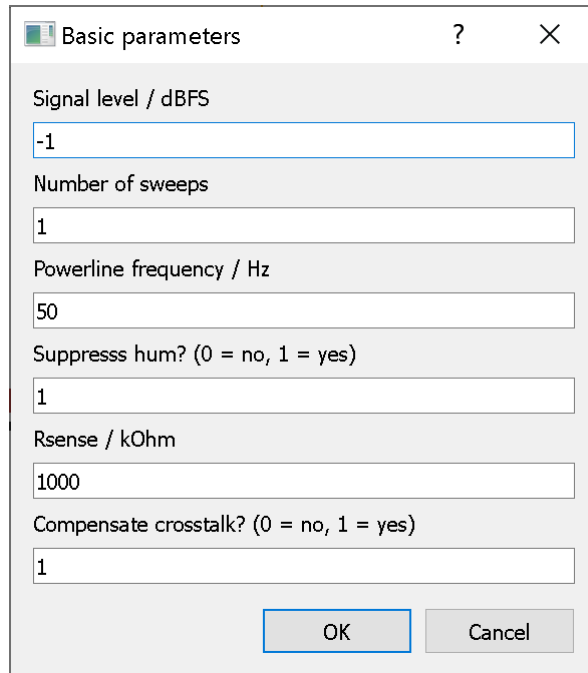 Basic parameters
?
Signal level / dBFS
-1
Number of sweeps
1
Powerline frequency / Hz
50
Suppresss hum? (0 = no, 1 = yes)
1
Rsense / kOhm
1000
Compensate crosstalk? (0 = no, 1 = yes)
1
OK Cancel